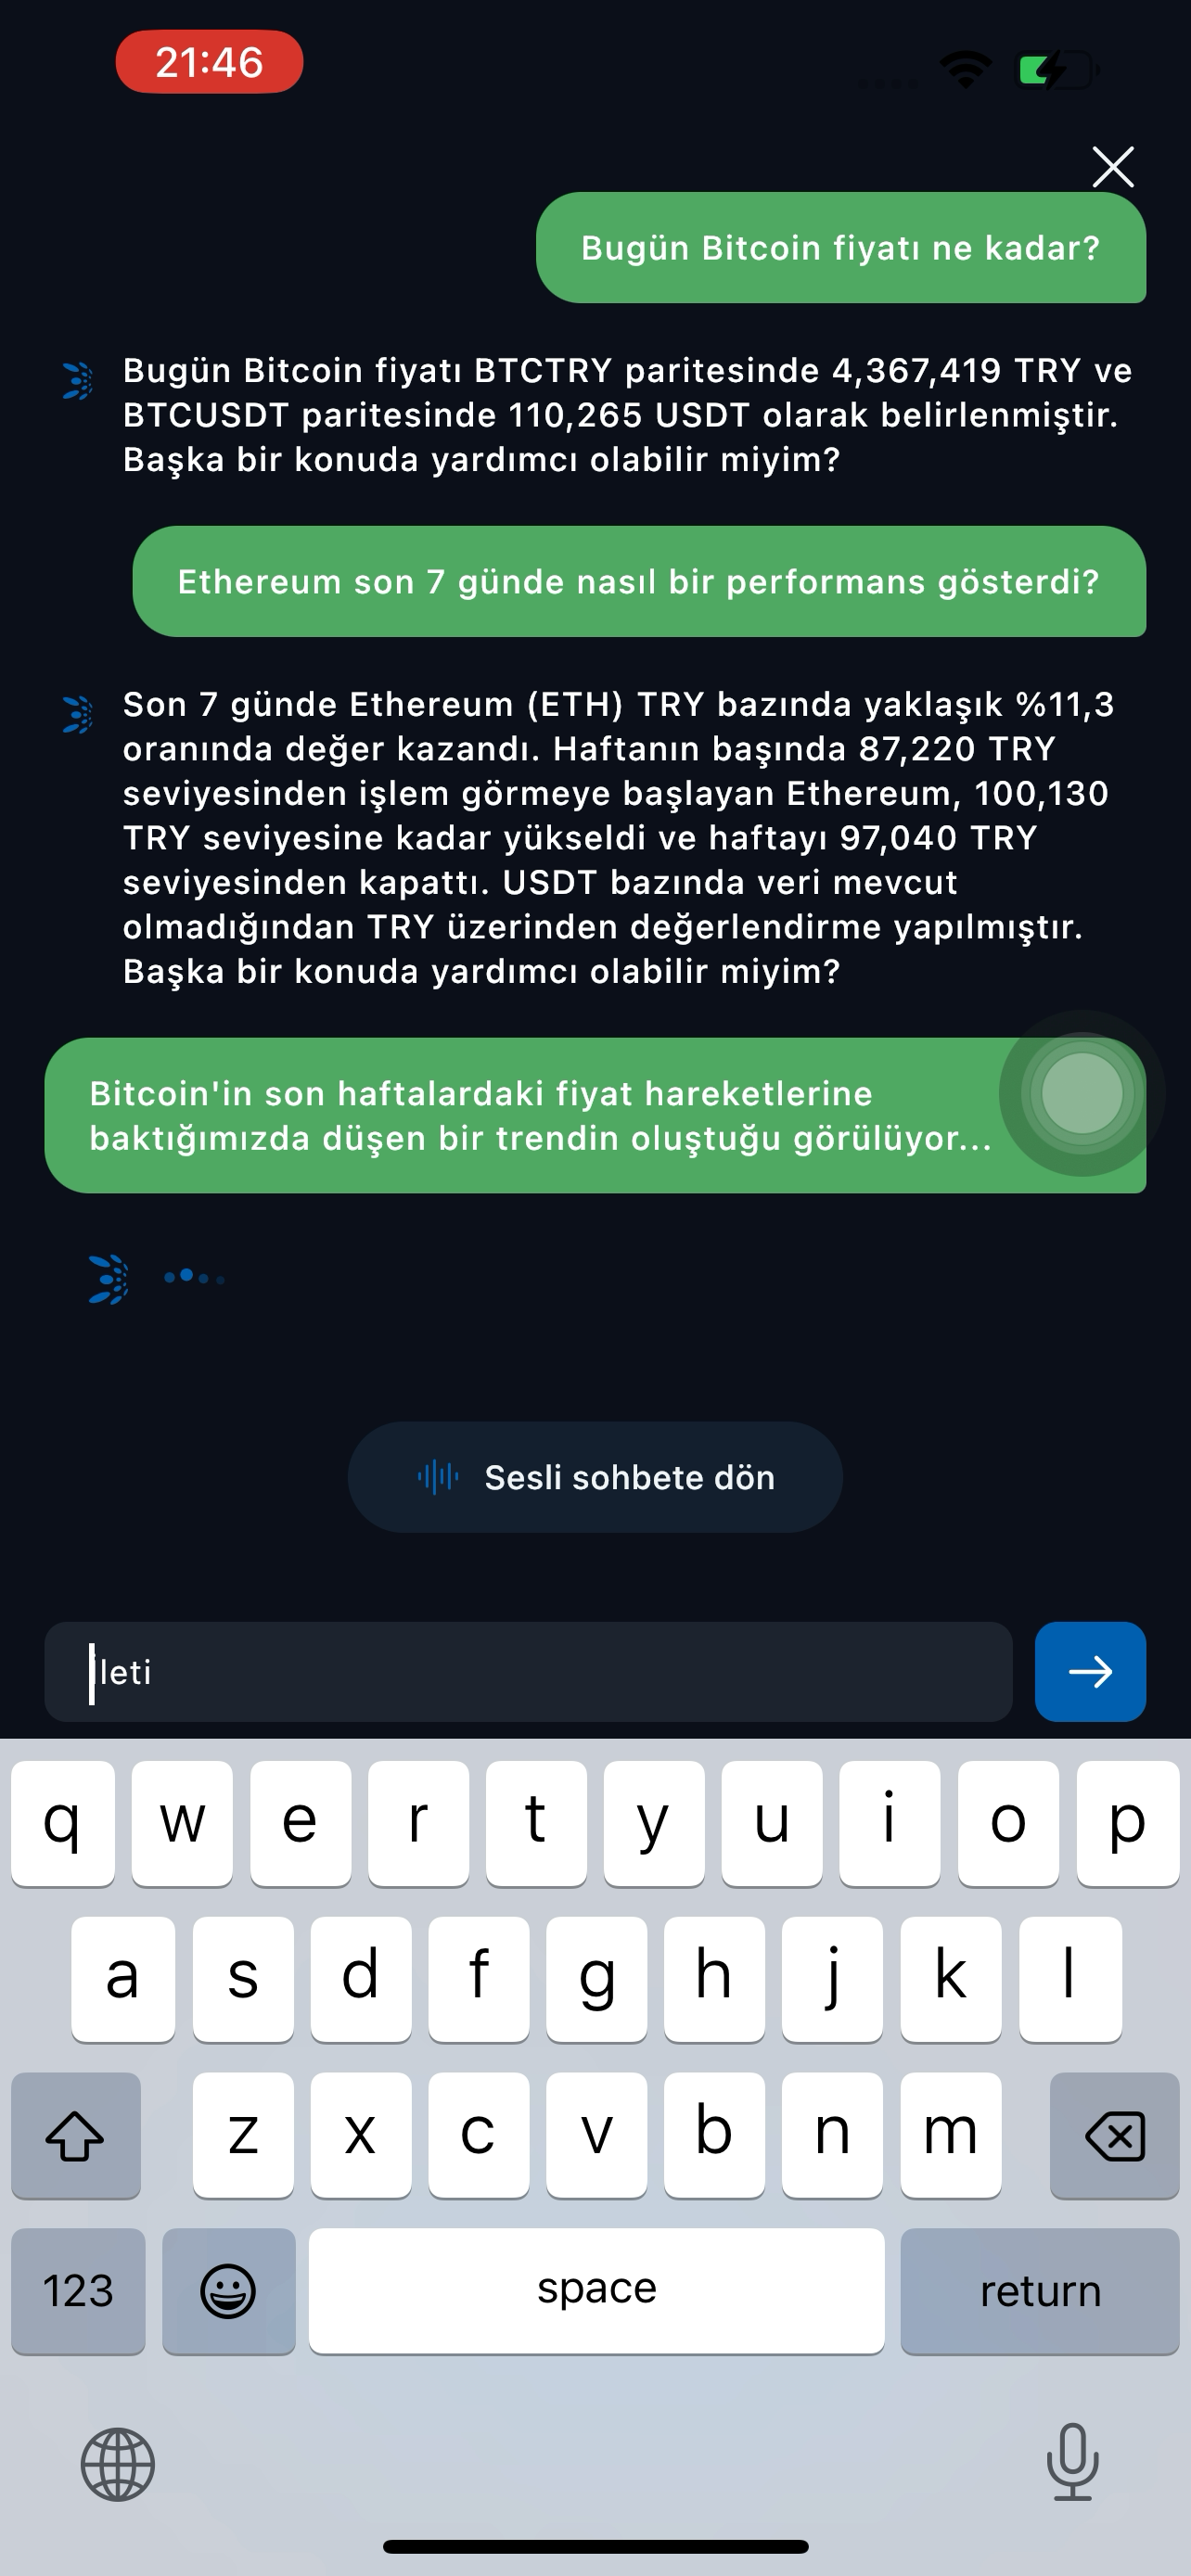 21:46
Bugün Bitcoin fiyatı ne kadar?
Bugün Bitcoin fiyatı BTCTRY paritesinde 4,367,419 TRY ve
BTCUSDT paritesinde 110,265 USDT olarak belirlenmiştir.
Başka bir konuda yardımcı olabilir miyim?
Ethereum son 7 günde nasıl bir performans gösterdi?
Son 7 günde Ethereum (ETH) TRY bazında yaklaşık %11,3
oranında değer kazandı. Haftanın başında 87,220 TRY
seviyesinden işlem görmeye başlayan Ethereum, 100,130
TRY seviyesine kadar yükseldi ve haftayı 97,040 TRY
seviyesinden kapattı. USDT bazında veri mevcut
olmadığından TRY üzerinden değerlendirme yapılmıştır.
Başka bir konuda yardımcı olabilir miyim?
Bitcoin'in son haftalardaki fiyat hareketlerine
baktığımızda düşen bir trendin oluştuğu görülüyor...
Sesli sohbete dön
İleti
q w e r t y u i o p
a s d f g h j k l
z x c v b n m
123 space return